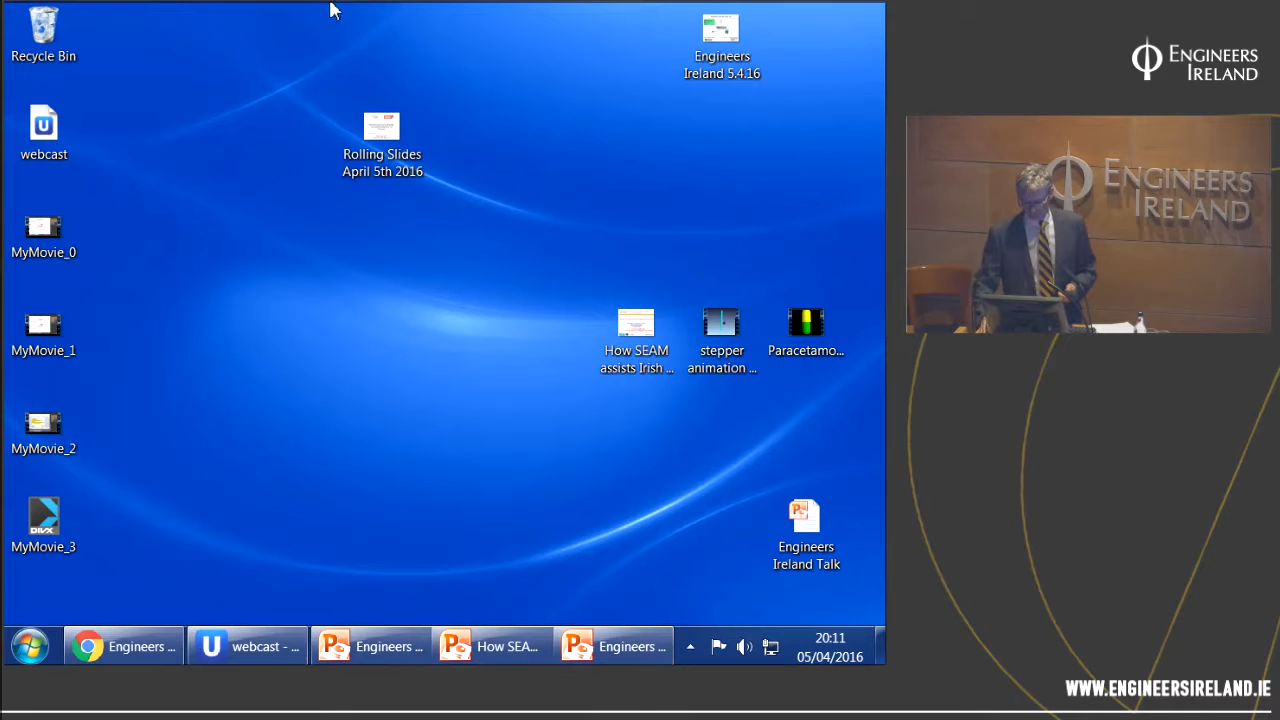 Recycle Bin
webcast
MyMovie_0
MyMovie_1
MyMovie_2
MyMovie_3
Rolling Slides
April 5th 2016
Engineers
Ireland 5.4.16
How SEAM
assists Irish ...
stepper
animation ...
Paracetamo...
Engineers
Ireland Talk
Engineers ...
webcast - ...
Engineers ...
How SEA...
Engineers ...
20:11
05/04/2016
ENGINEERS
IRELAND
ENGINEERS
IRELAND
WWW.ENGINEERSIRELAND.IE